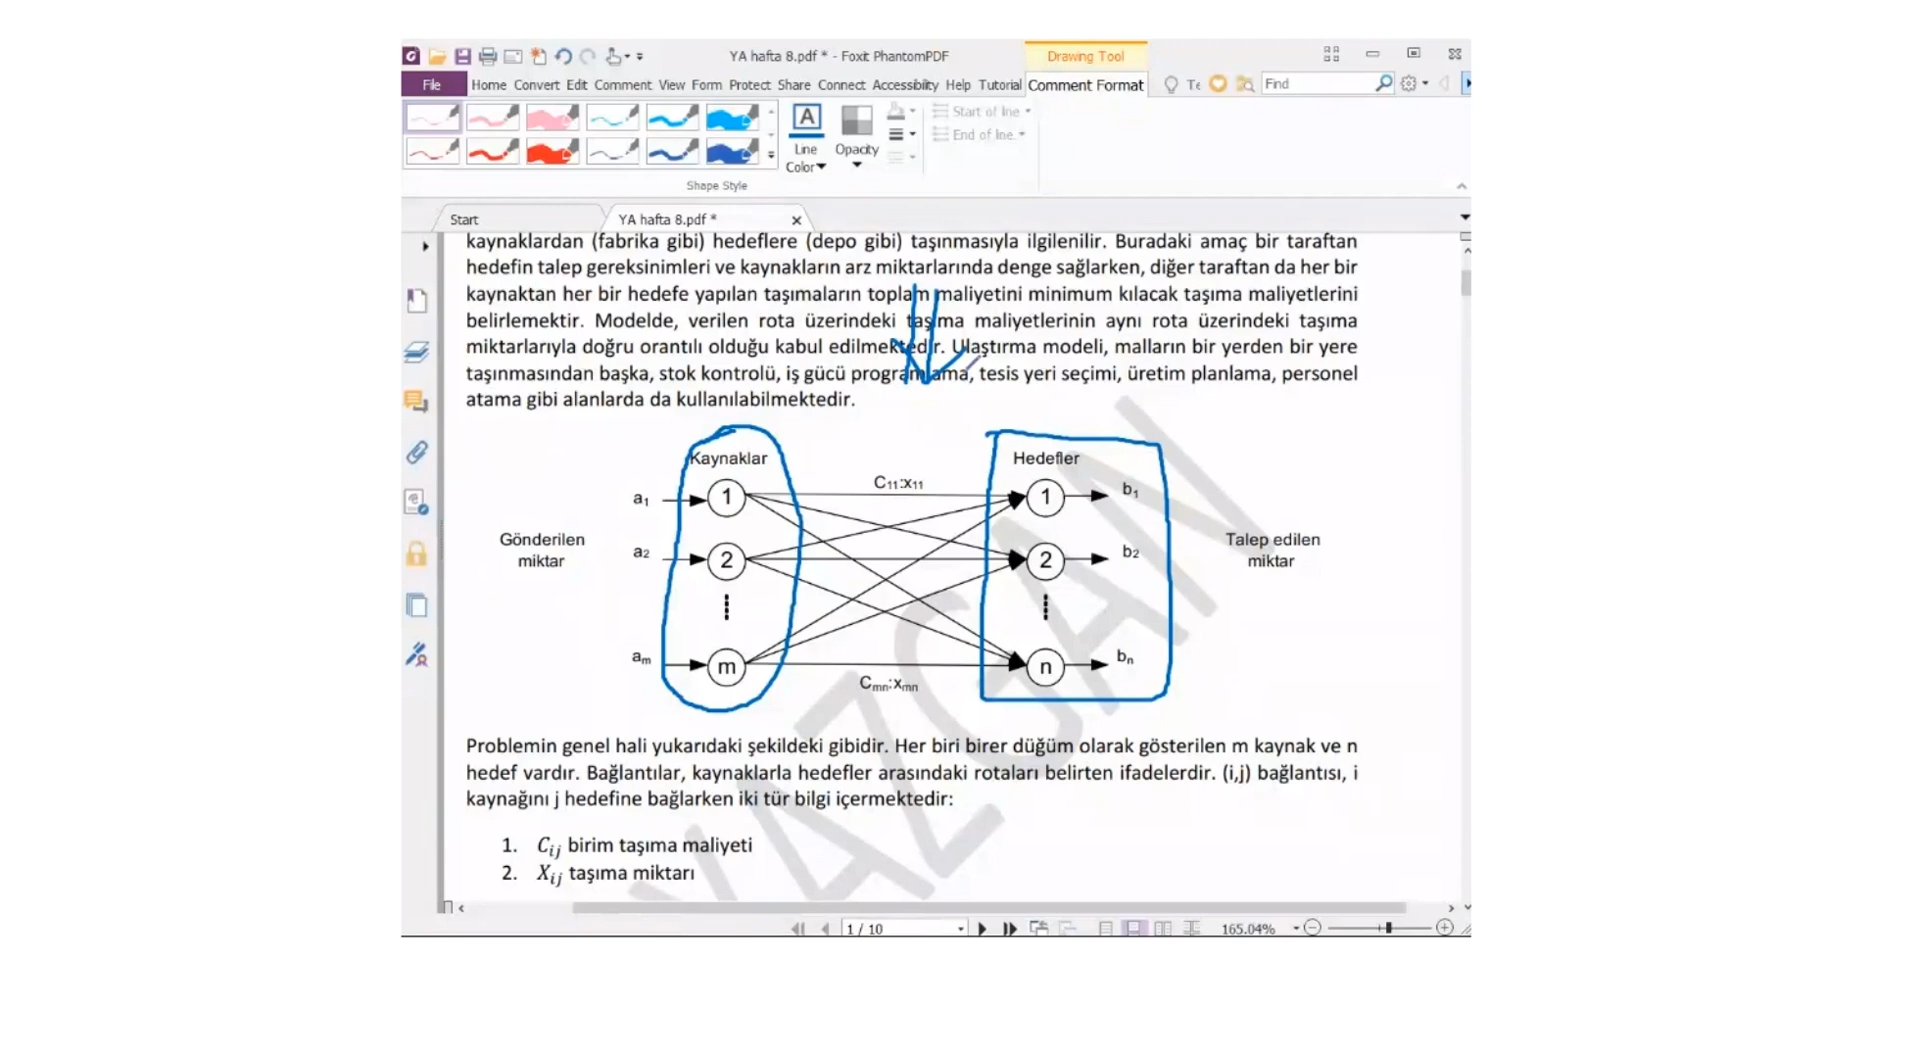 YA hafta 8.pdf * - Foxit PhantomPDF
Drawing Tool
File Home Convert Edit Comment View Form Protect Share Connect Accessibility Help Tutorial Comment Format Te Find
Start of line
End of line
Line Color
Opacity
Shape Style
Start
YA hafta 8.pdf *
kaynaklardan (fabrika gibi) hedeflere (depo gibi) taşınmasıyla ilgilenilir. Buradaki amaç bir taraftan
hedefin talep gereksinimleri ve kaynakların arz miktarlarında denge sağlarken, diğer taraftan da her bir
kaynaktan her bir hedefe yapılan taşımaların toplam maliyetini minimum kılacak taşıma maliyetlerini
belirlemektir. Modelde, verilen rota üzerindeki taşıma maliyetlerinin aynı rota üzerindeki taşıma
miktarlarıyla doğru orantılı olduğu kabul edilmektedir. Ulaştırma modeli, malların bir yerden bir yere
taşınmasından başka, stok kontrolü, iş gücü programlama, tesis yeri seçimi, üretim planlama, personel
atama gibi alanlarda da kullanılabilmektedir.
Kaynaklar
Hedefler
C₁₁:x₁₁
a₁ 1 1 b₁
Gönderilen
miktar
a₂ 2 2 b₂
Talep edilen
miktar
aₘ m n bₙ
Cₘₙ:xₘₙ
Problemin genel hali yukarıdaki şekildeki gibidir. Her biri birer düğüm olarak gösterilen m kaynak ve n
hedef vardır. Bağlantılar, kaynaklarla hedefler arasındaki rotaları belirten ifadelerdir. (i,j) bağlantısı, i
kaynağını j hedefine bağlarken iki tür bilgi içermektedir:
1. Cᵢⱼ birim taşıma maliyeti
2. Xᵢⱼ taşıma miktarı
YAZGAN
1 / 10
165.04%